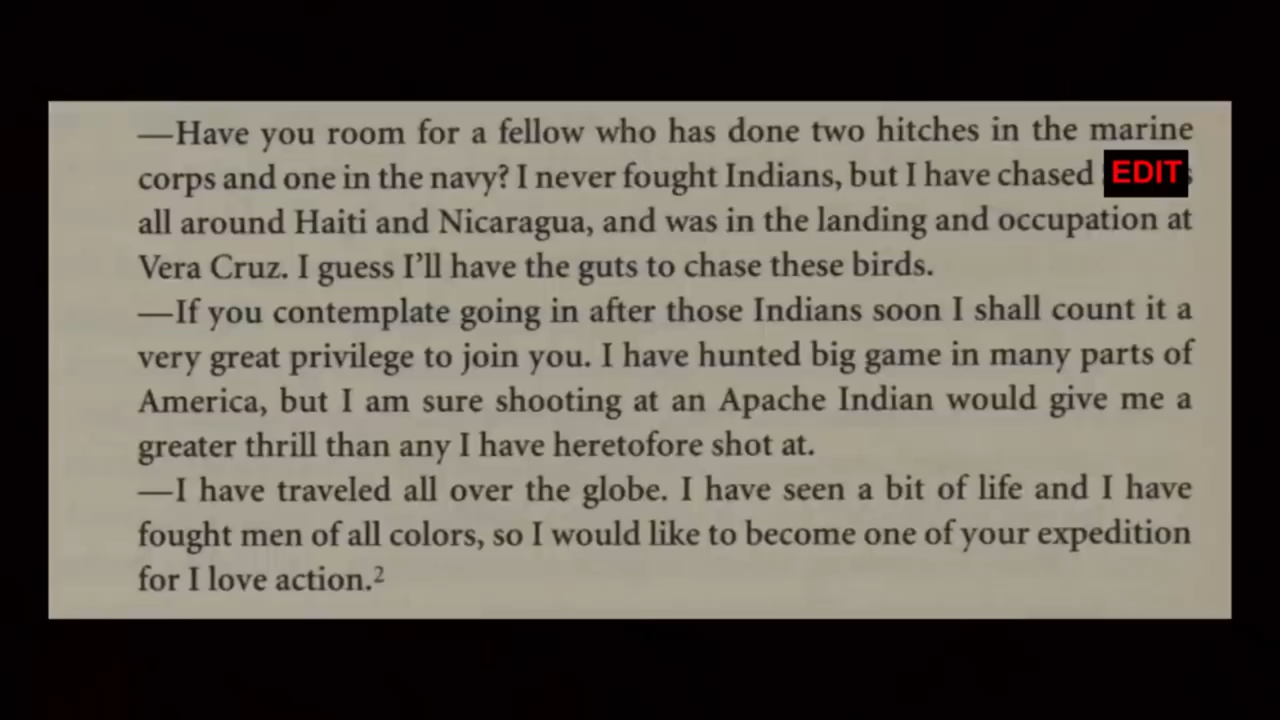 —Have you room for a fellow who has done two hitches in the marine
corps and one in the navy? I never fought Indians, but I have chased EDIT
all around Haiti and Nicaragua, and was in the landing and occupation at
Vera Cruz. I guess I’ll have the guts to chase these birds.
—If you contemplate going in after those Indians soon I shall count it a
very great privilege to join you. I have hunted big game in many parts of
America, but I am sure shooting at an Apache Indian would give me a
greater thrill than any I have heretofore shot at.
—I have traveled all over the globe. I have seen a bit of life and I have
fought men of all colors, so I would like to become one of your expedition
for I love action.²